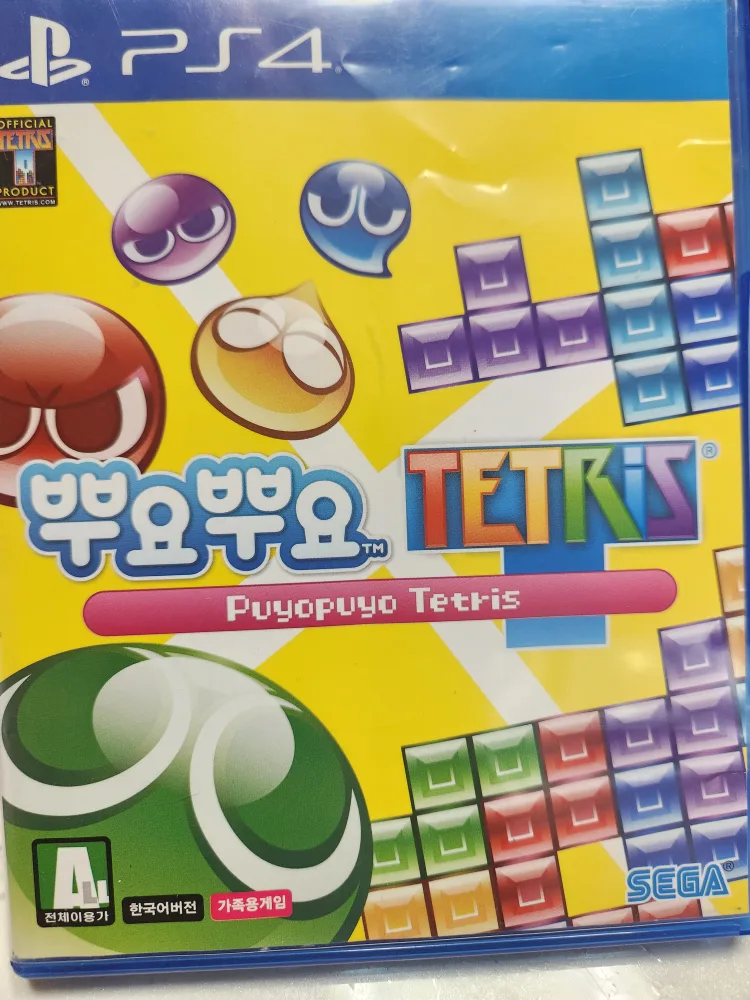 PS4
OFFICIAL
TETRIS
PRODUCT
WWW.TETRIS.COM
뿌요뿌요™ TETRIS®
Puyopuyo Tetris
ALL
전체이용가
한국어버전
가족용게임
SEGA®